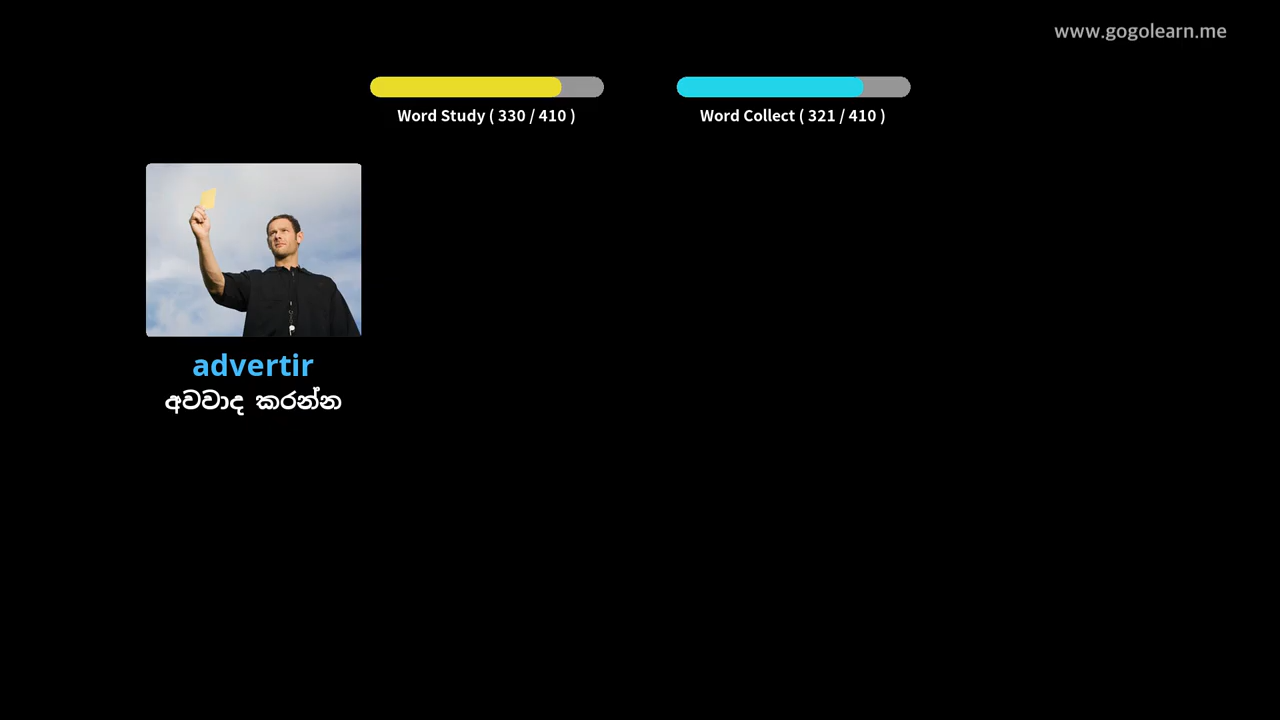 www.gogolearn.me
Word Study ( 330 / 410 )
Word Collect ( 321 / 410 )
advertir
අවවාද කරන්න